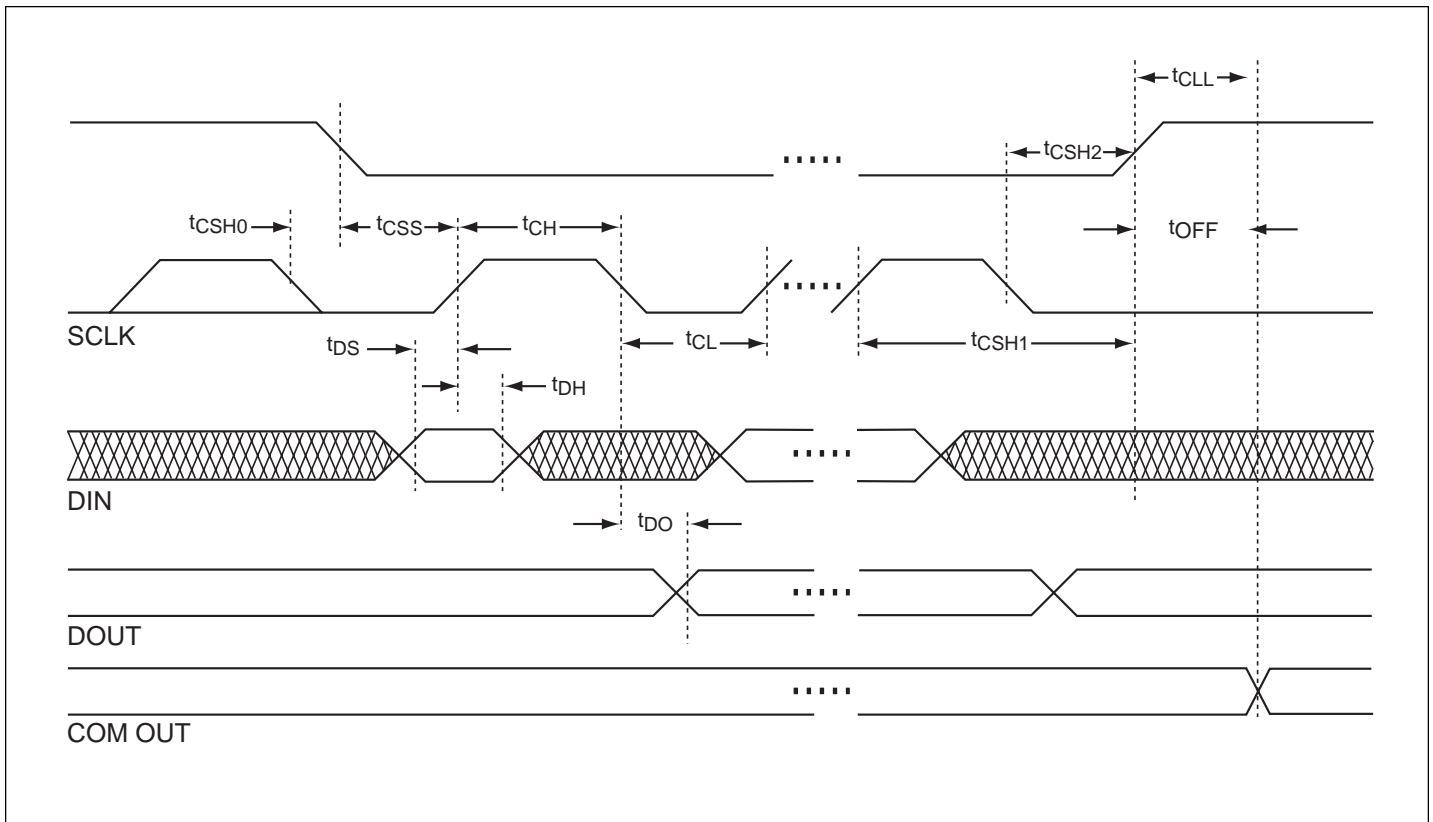 tCLL
tCSH2
tCSH0
tCSS
tCH
tOFF
SCLK
tDS
tCL
tCSH1
tDH
DIN
tDO
DOUT
COM OUT